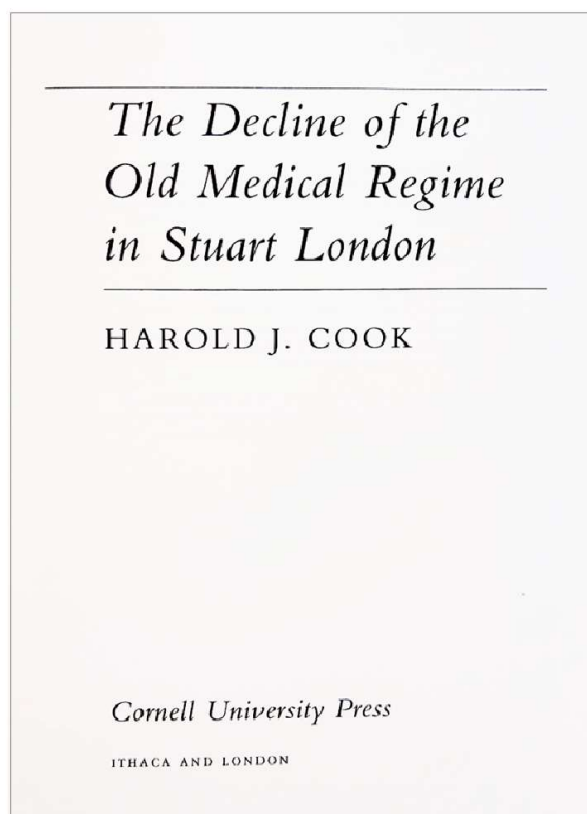 The Decline of the
Old Medical Regime
in Stuart London
HAROLD J. COOK
Cornell University Press
ITHACA AND LONDON